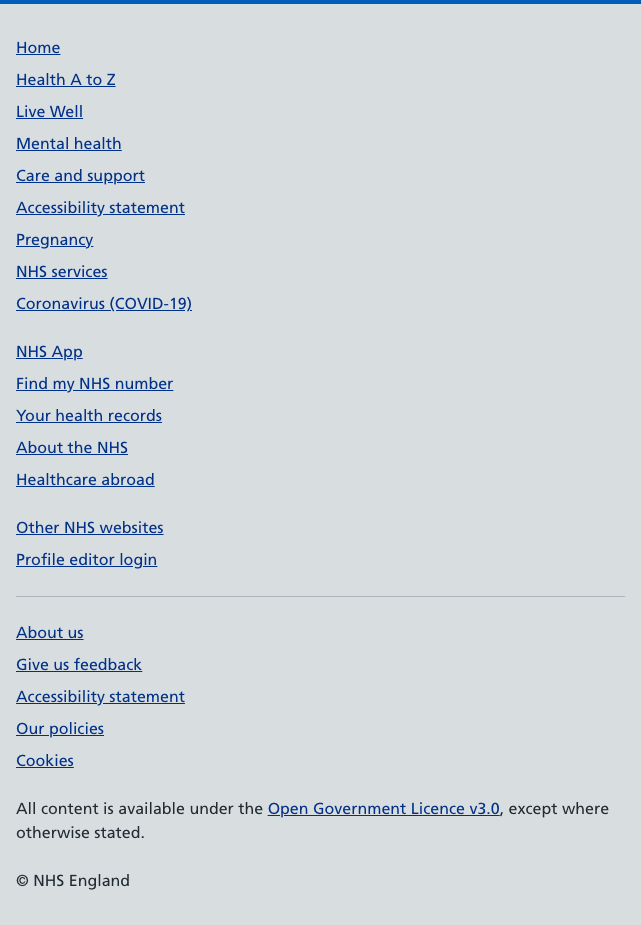 Home
Health A to Z
Live Well
Mental health
Care and support
Accessibility statement
Pregnancy
NHS services
Coronavirus (COVID-19)
NHS App
Find my NHS number
Your health records
About the NHS
Healthcare abroad
Other NHS websites
Profile editor login
About us
Give us feedback
Accessibility statement
Our policies
Cookies
All content is available under the Open Government Licence v3.0, except where
otherwise stated.
© NHS England